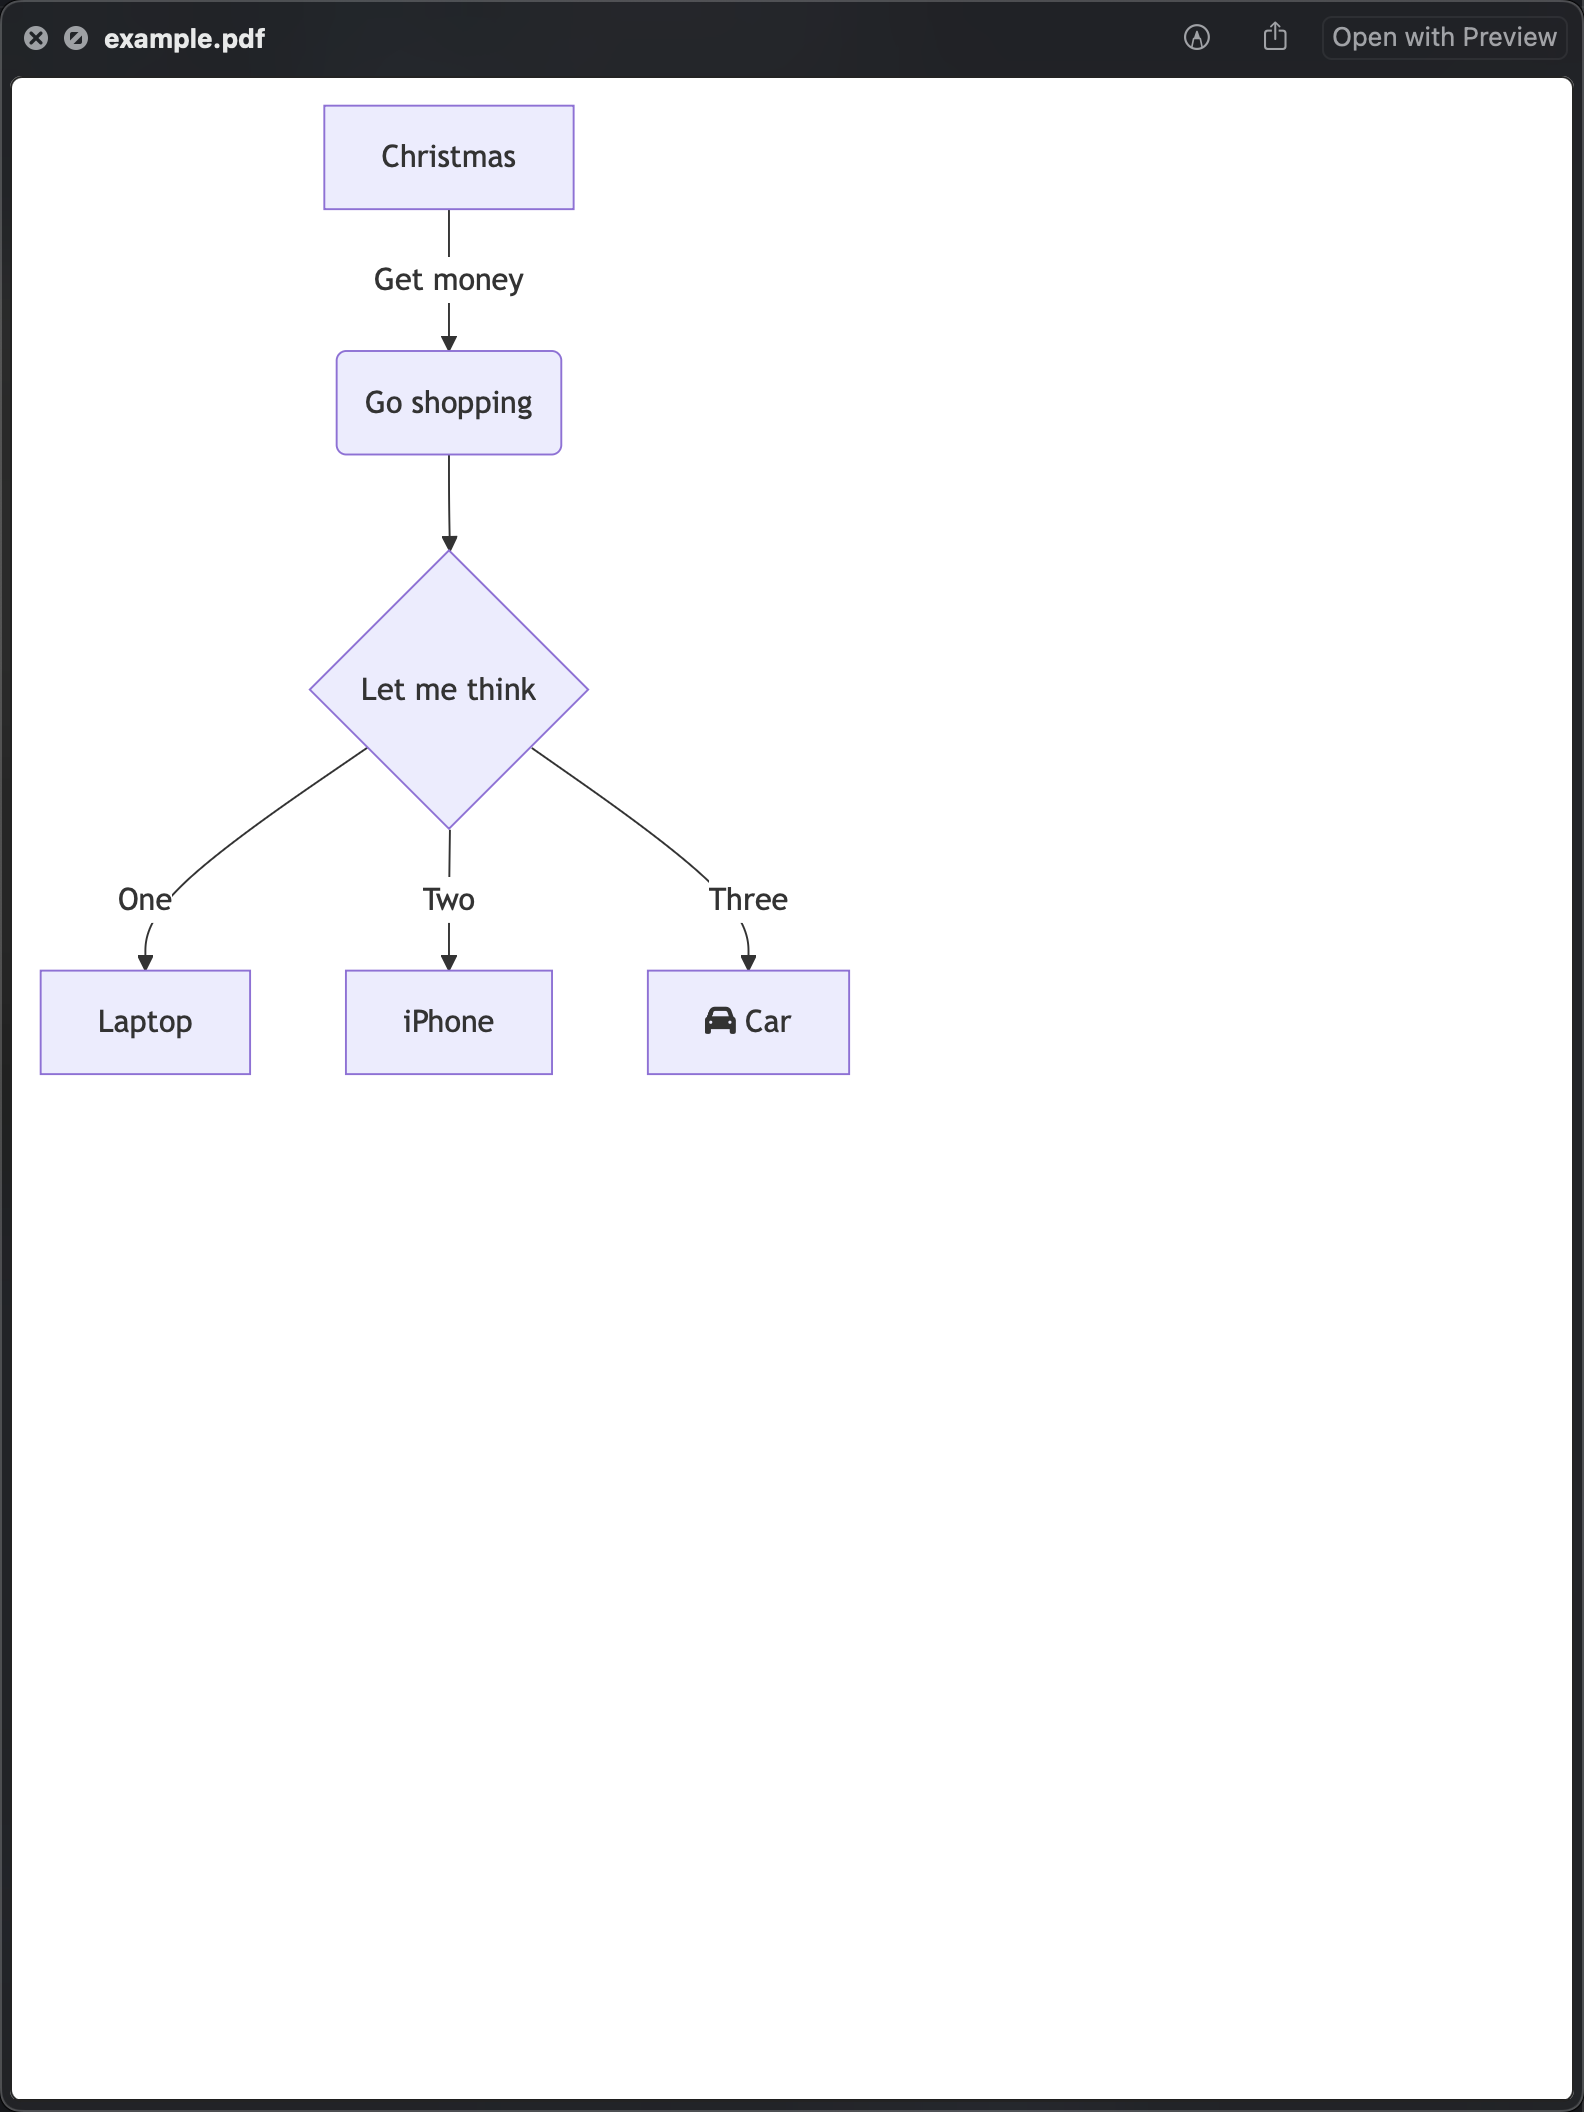 example.pdf
Open with Preview
Christmas
Get money
Go shopping
Let me think
One
Two
Three
Laptop
iPhone
Car